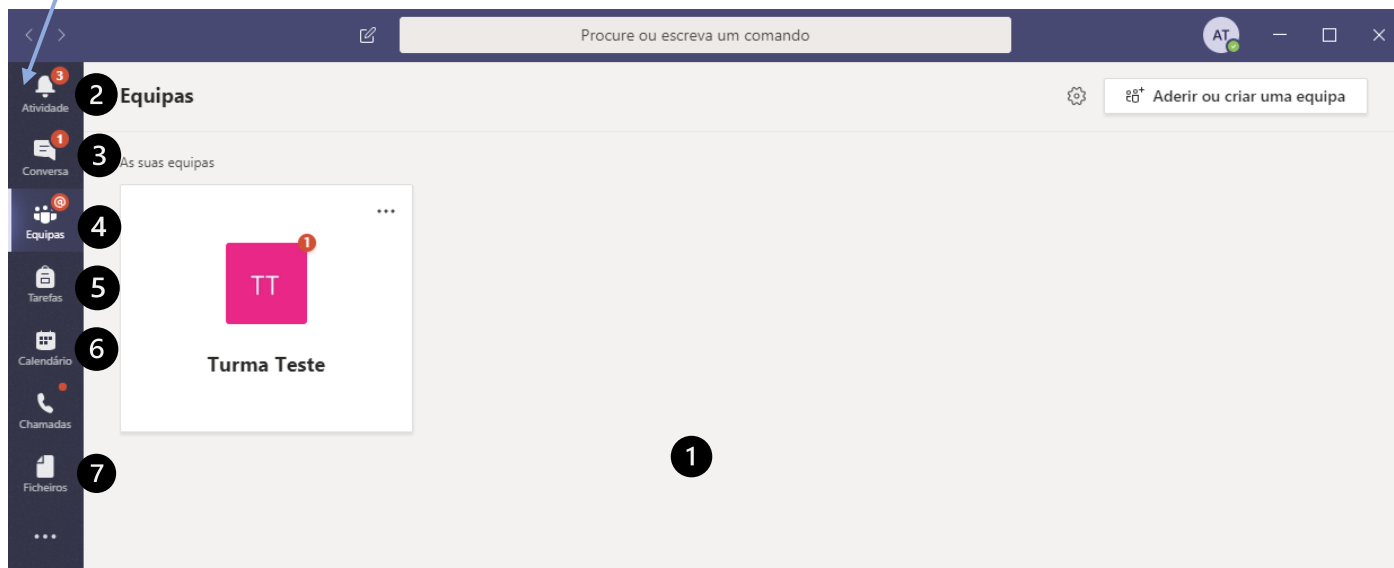 Procure ou escreva um comando
AT
3
Atividade
2
Equipas
Aderir ou criar uma equipa
1
Conversa
3
As suas equipas
@
Equipas
4
1
TT
Turma Teste
Tarefas
5
Calendário
6
Chamadas
1
Ficheiros
7